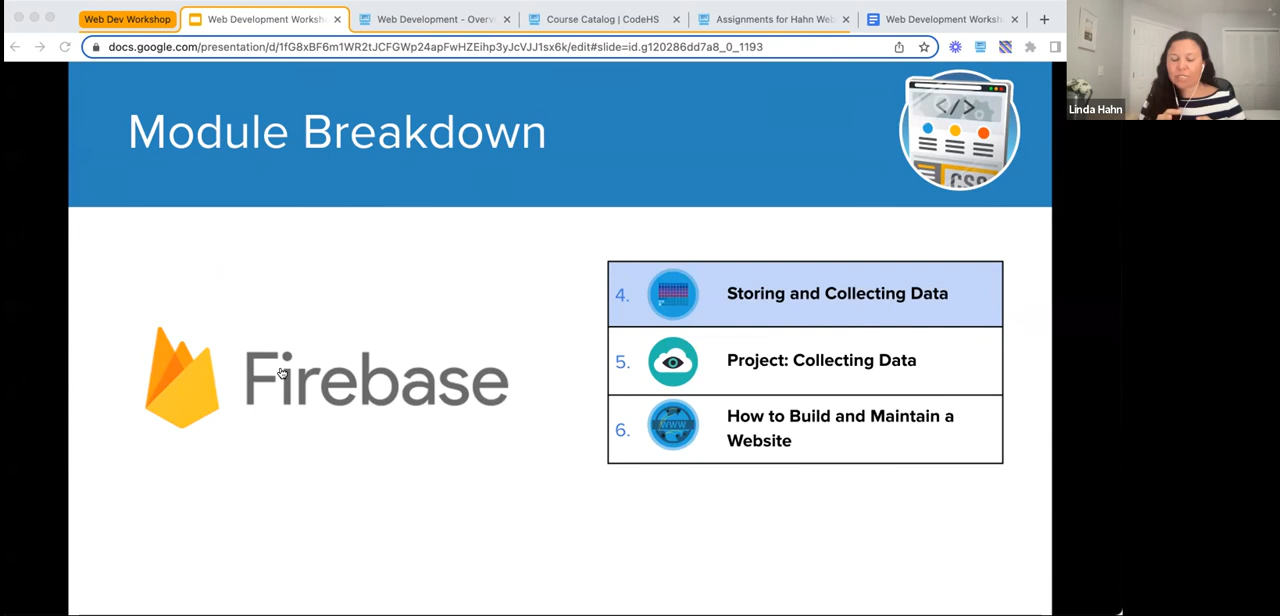 Web Dev Workshop
Web Development Worksh
Web Development - Overv
Course Catalog | CodeHS
Assignments for Hahn Web
Web Development Worksh
docs.google.com/presentation/d/1fG8xBF6m1WR2tJCFGWp24apFwHZEihp3yJcVJJ1sx6k/edit#slide=id.g120286dd7a8_0_1193
Linda Hahn
Module Breakdown
</>
CSS
Firebase
4. Storing and Collecting Data
5. Project: Collecting Data
6. WWW How to Build and Maintain a
Website